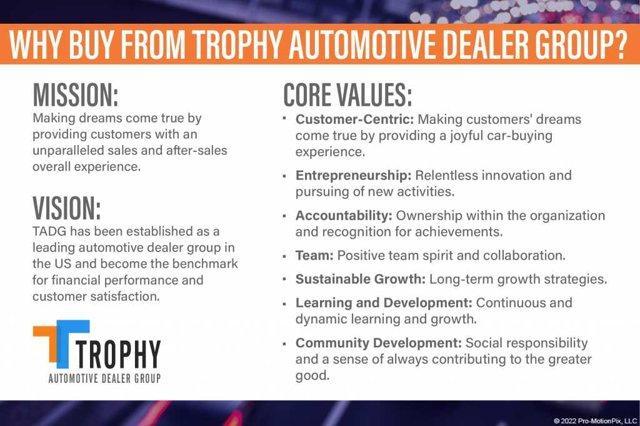 WHY BUY FROM TROPHY AUTOMOTIVE DEALER GROUP?
MISSION:
Making dreams come true by
providing customers with an
unparalleled sales and after-sales
overall experience.
VISION:
TADG has been established as a
leading automotive dealer group in
the US and become the benchmark
for financial performance and
customer satisfaction.
TROPHY
AUTOMOTIVE DEALER GROUP
CORE VALUES:
• Customer-Centric: Making customers' dreams
come true by providing a joyful car-buying
experience.
• Entrepreneurship: Relentless innovation and
pursuing of new activities.
• Accountability: Ownership within the organization
and recognition for achievements.
• Team: Positive team spirit and collaboration.
• Sustainable Growth: Long-term growth strategies.
• Learning and Development: Continuous and
dynamic learning and growth.
• Community Development: Social responsibility
and a sense of always contributing to the greater
good.
© 2022 Pro-MotionPix, LLC